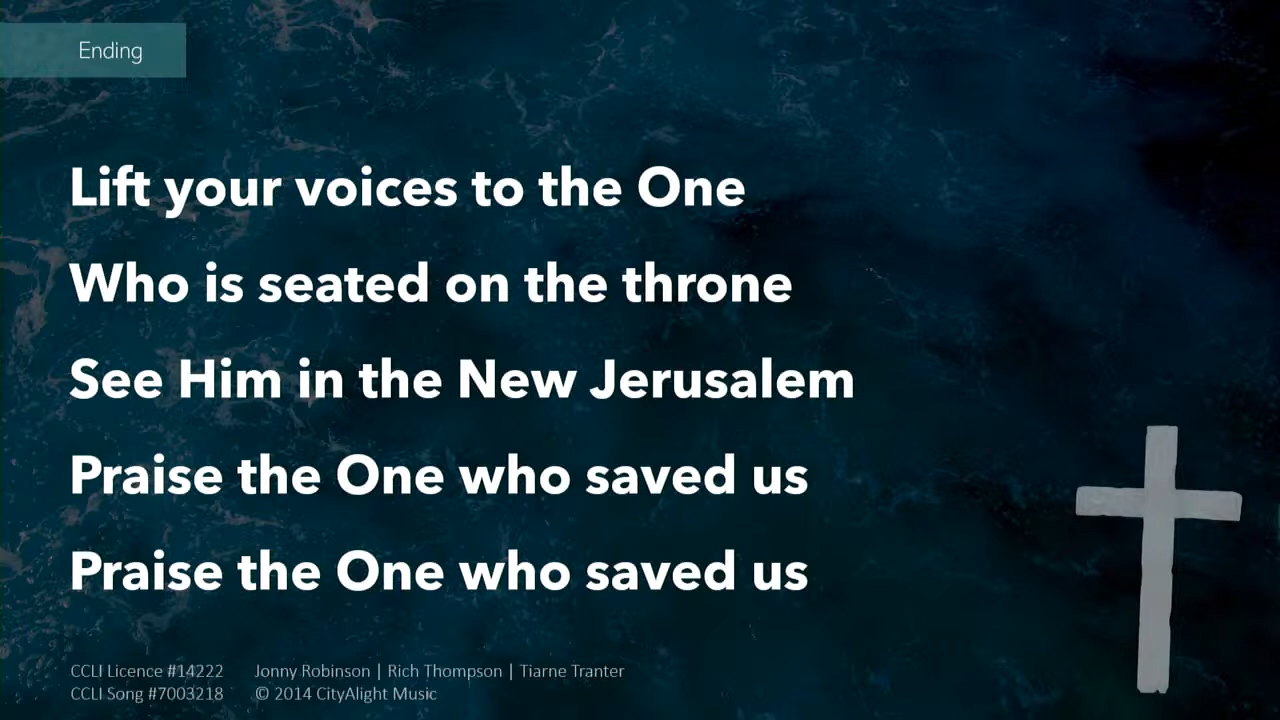 Ending
Lift your voices to the One
Who is seated on the throne
See Him in the New Jerusalem
Praise the One who saved us
Praise the One who saved us
CCLI Licence #14222 Jonny Robinson | Rich Thompson | Tiarne Tranter
CCLI Song #7003218 © 2014 CityAlight Music